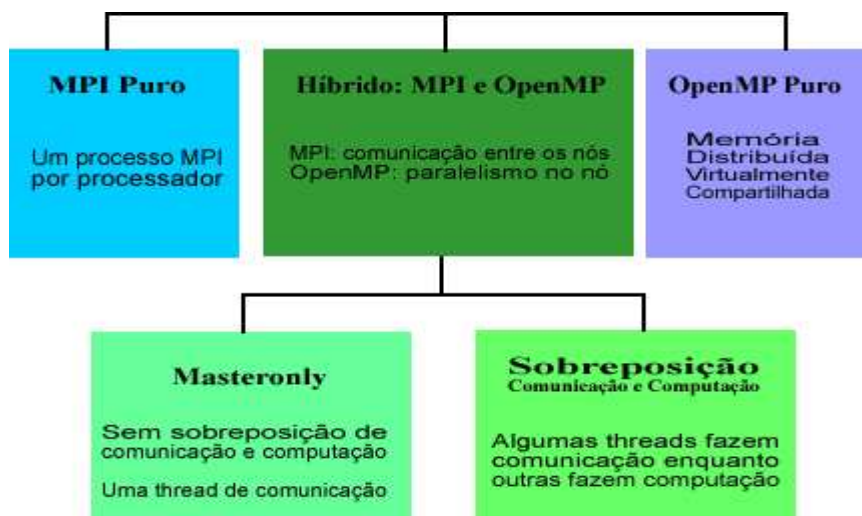 MPI Puro
Um processo MPI
por processador
Híbrido: MPI e OpenMP
MPI: comunicação entre os nós
OpenMP: paralelismo no nó
OpenMP Puro
Memória
Distribuída
Virtualmente
Compartilhada
Masteronly
Sem sobreposição de
comunicação e computação
Uma thread de comunicação
Sobreposição
Comunicação e Computação
Algumas threads fazem
comunicação enquanto
outras fazem computação